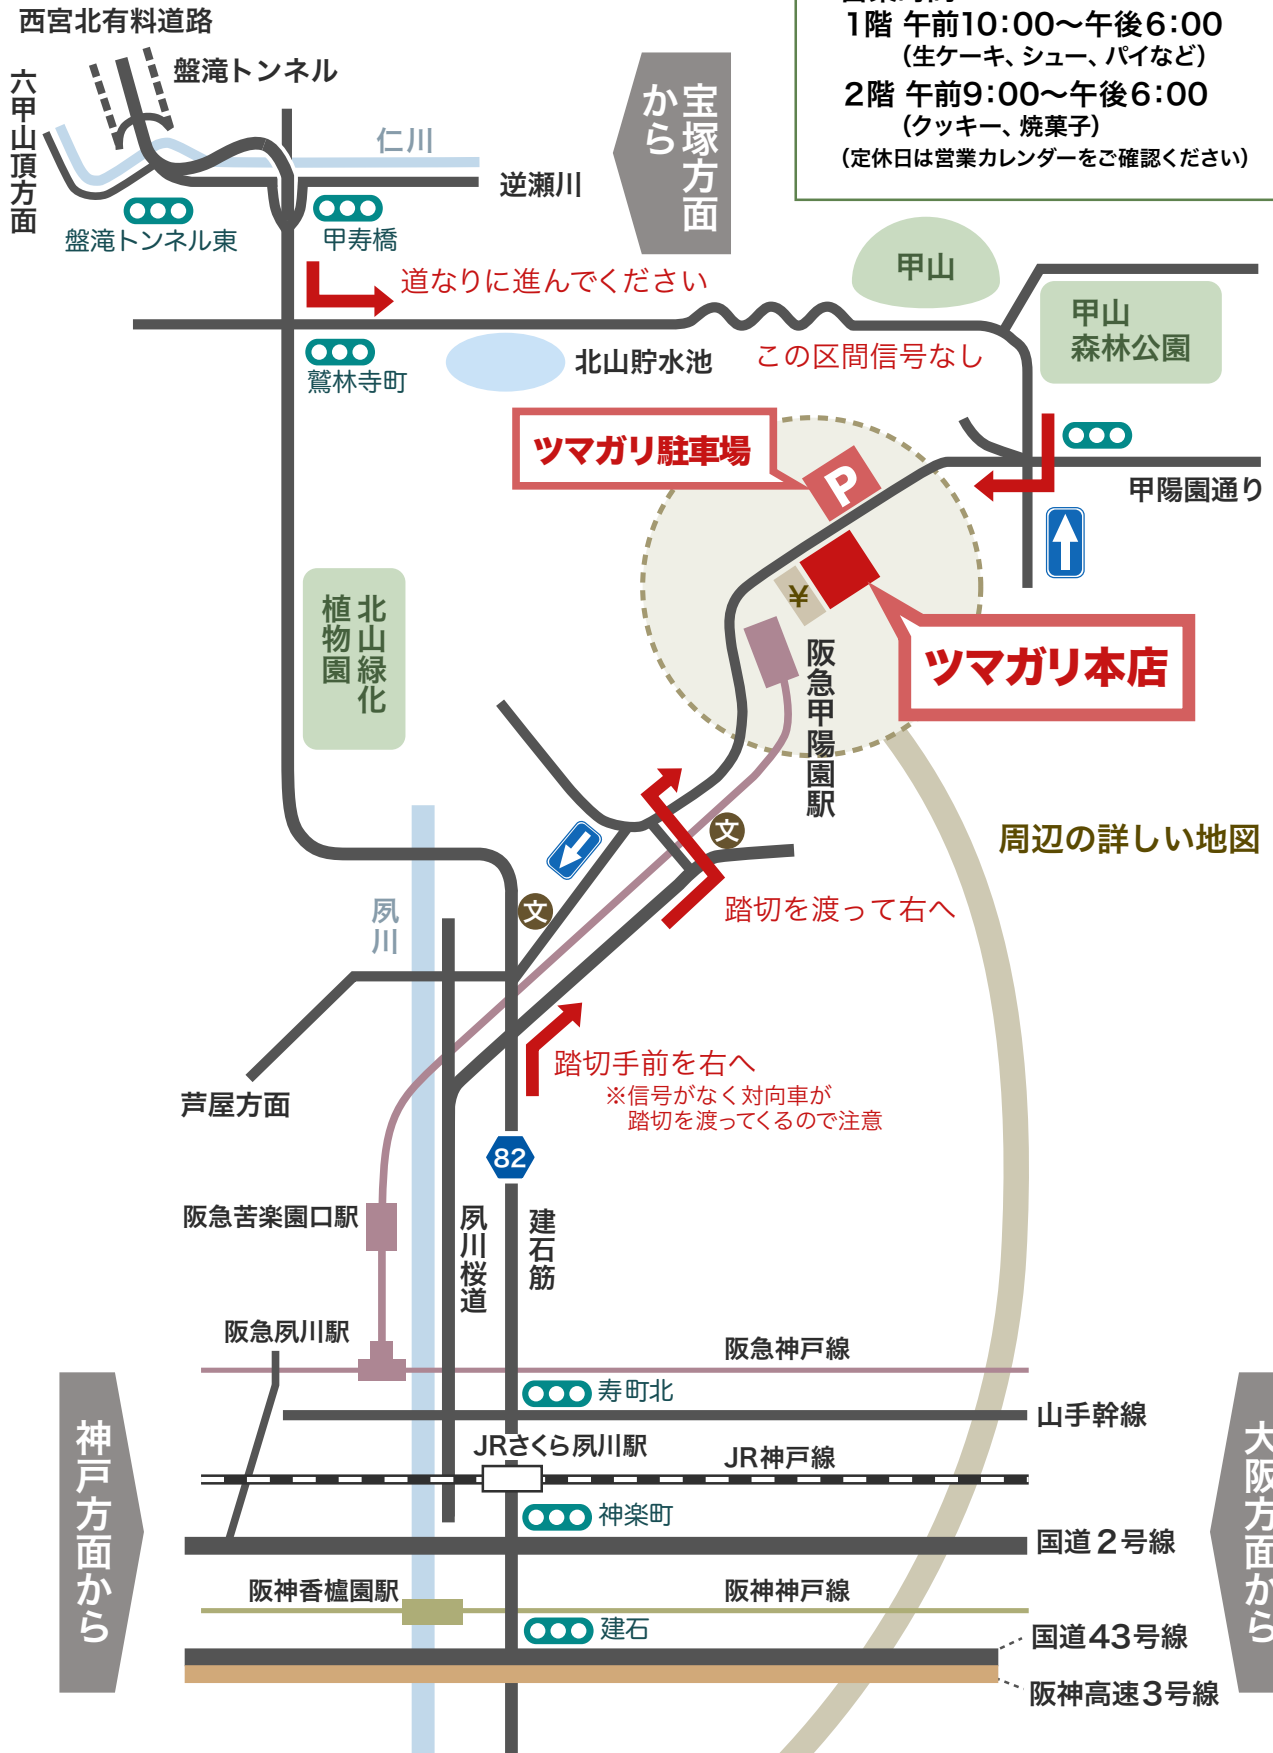 西宮北有料道路
盤滝トンネル
六甲山頂方面
仁川
逆瀬川
盤滝トンネル東
甲寿橋
宝塚方面
から
1階 午前10:00〜午後6:00
（生ケーキ、シュー、パイなど）
2階 午前9:00〜午後6:00
（クッキー、焼菓子）
（定休日は営業カレンダーをご確認ください）
道なりに進んでください
甲山
甲山
森林公園
鷲林寺町
北山貯水池
この区間信号なし
ツマガリ駐車場
P
甲陽園通り
北山緑化
植物園
¥
阪急甲陽園駅
ツマガリ本店
周辺の詳しい地図
文
文
夙川
踏切を渡って右へ
踏切手前を右へ
※信号がなく対向車が
踏切を渡ってくるので注意
芦屋方面
82
阪急苦楽園口駅
夙川桜道
建石筋
阪急夙川駅
阪急神戸線
寿町北
山手幹線
JRさくら夙川駅
JR神戸線
神楽町
国道2号線
神戸方面から
大阪方面から
阪神香櫨園駅
阪神神戸線
建石
国道43号線
阪神高速3号線